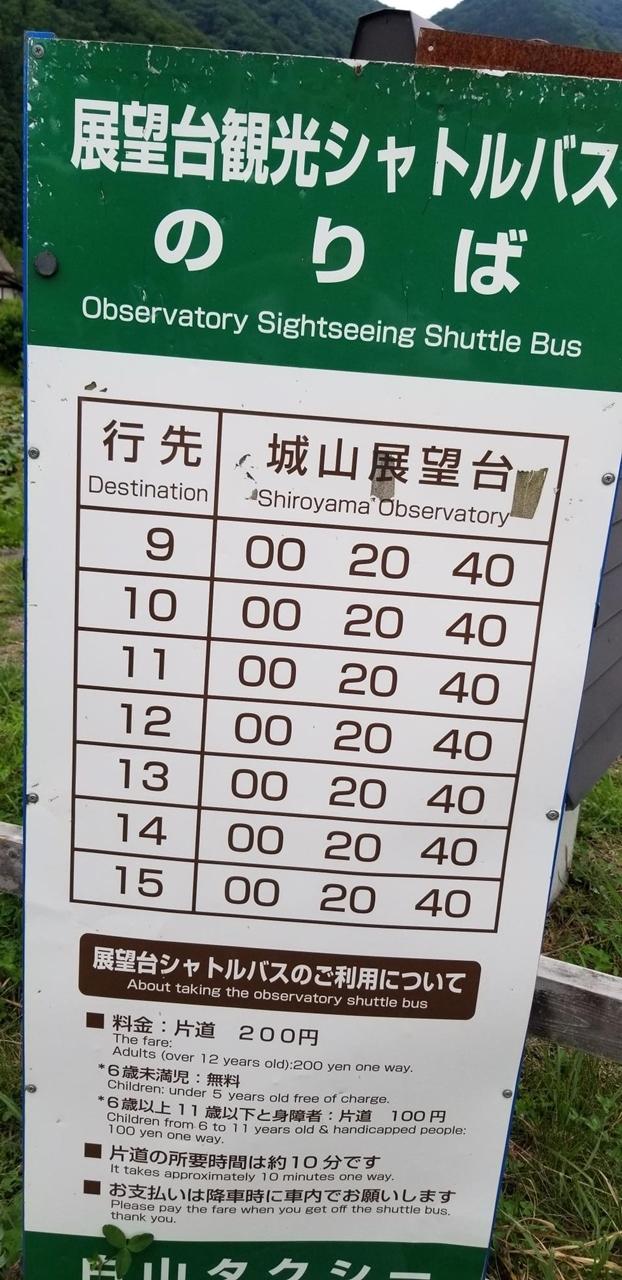 展望台観光シャトルバス
のりば
Observatory Sightseeing Shuttle Bus
行先 城山展望台
Destination Shiroyama Observatory
9 00 20 40
10 00 20 40
11 00 20 40
12 00 20 40
13 00 20 40
14 00 20 40
15 00 20 40
展望台シャトルバスのご利用について
About taking the observatory shuttle bus
■ 料金：片道 200円
The fare:
Adults (over 12 years old):200 yen one way.
*6歳未満児：無料
Children: under 5 years old free of charge.
*6歳以上11歳以下と身障者：片道 100円
Children from 6 to 11 years old & handicapped people:
100 yen one way.
■ 片道の所要時間は約10分です
It takes approximately 10 minutes one way.
■ お支払いは降車時に車内でお願いします
Please pay the fare when you get off the shuttle bus.
thank you.
白山タクシー